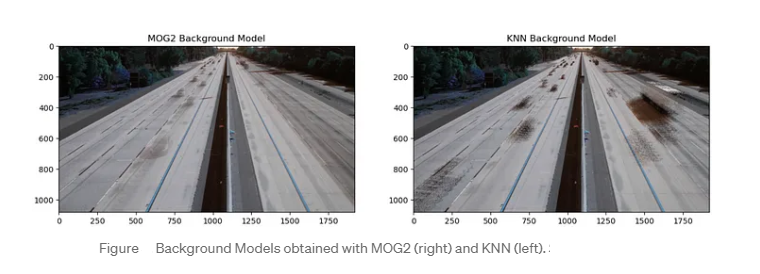 MOG2 Background Model
KNN Background Model
0
200
400
600
800
1000
0 250 500 750 1000 1250 1500 1750
0
200
400
600
800
1000
0 250 500 750 1000 1250 1500 1750
Figure Background Models obtained with MOG2 (right) and KNN (left).